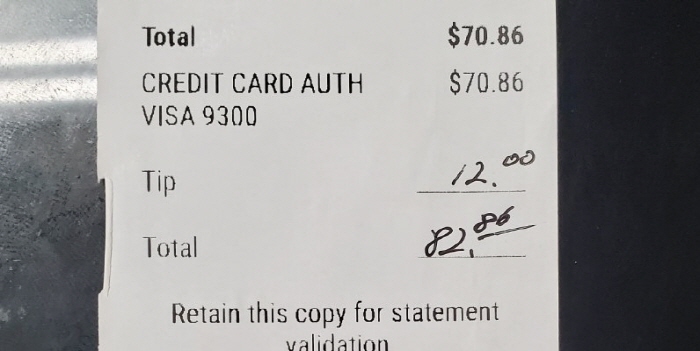 Total $70.86
CREDIT CARD AUTH $70.86
VISA 9300
Tip 12.00
Total 82.86
Retain this copy for statement
validation